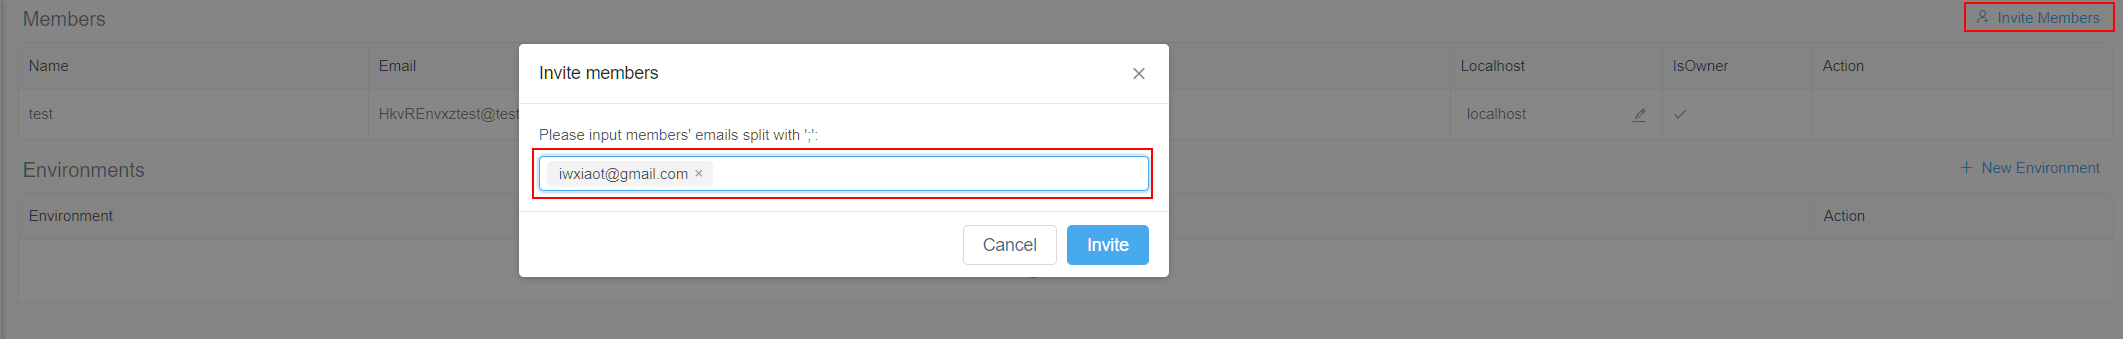 Members
Invite Members
Name Email Localhost IsOwner Action
test HkvREnvxztest@test localhost
Invite members
Please input members' emails split with ';':
iwxiaot@gmail.com
Cancel Invite
Environments
New Environment
Environment Action